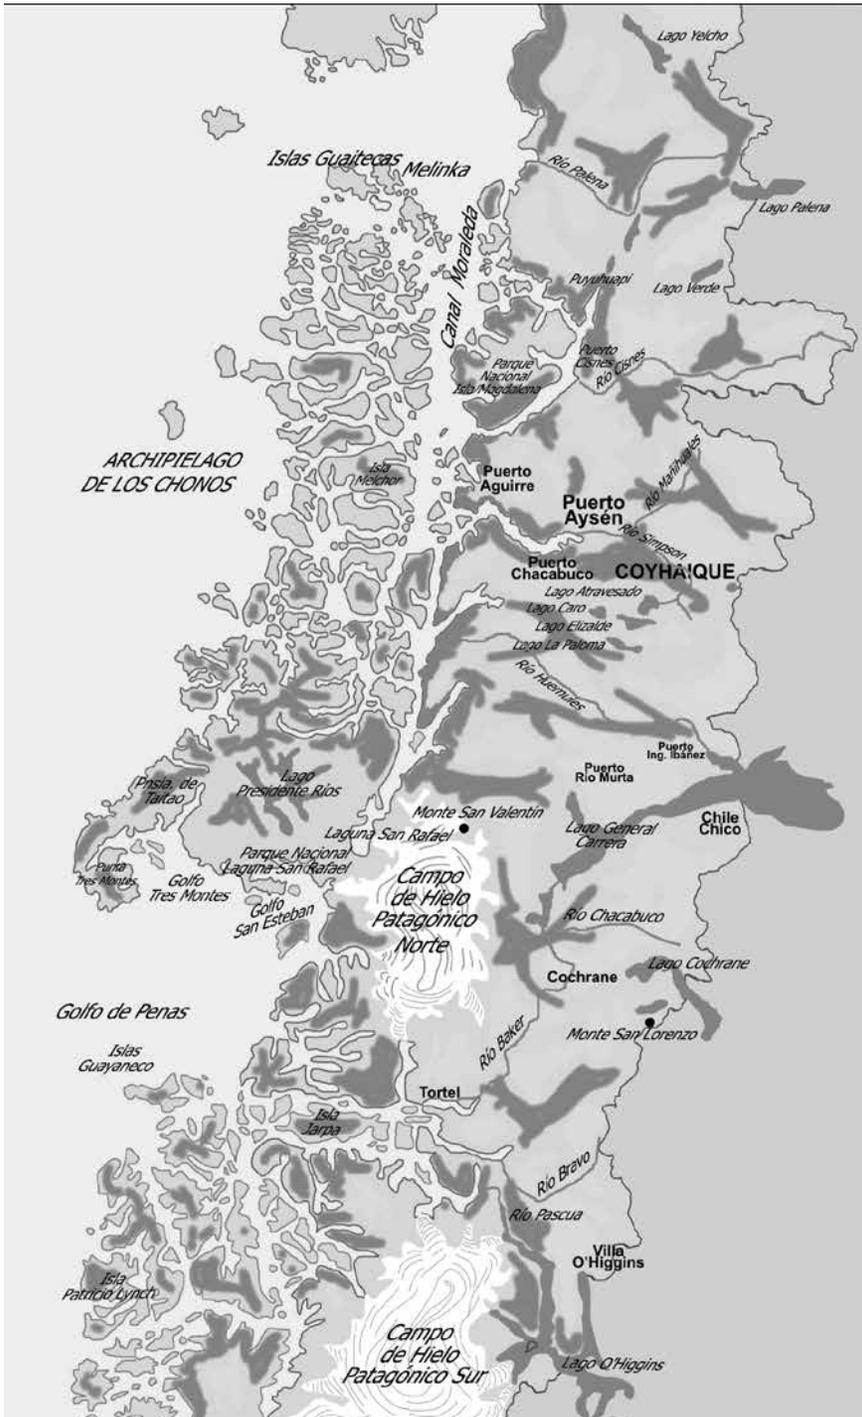 Lago Yelcho
Islas Guaitecas
Melinka
Río Palena
Lago Palena
Canal Moraleda
Puyuhuapi
Lago Verde
Puerto
Cisnes
Río Cisnes
Parque
Nacional
Isla Magdalena
ARCHIPIELAGO
DE LOS CHONOS
Isla
Melchor
Puerto
Aguirre
Río Mañihuales
Puerto
Aysén
Río Simpson
Puerto
Chacabuco
COYHAIQUE
Lago Atravesado
Lago Caro
Lago Elizalde
Lago La Paloma
Río Huemules
Puerto
Ing. Ibáñez
Puerto
Río Murta
Pnsla. de
Taitao
Lago
Presidente Ríos
Monte San Valentín
Laguna San Rafael
Lago General
Carrera
Chile
Chico
Parque Nacional
Laguna San Rafael
Punta
Tres Montes
Golfo
Tres Montes
Golfo
San Esteban
Campo
de Hielo
Patagónico
Norte
Río Chacabuco
Cochrane
Lago Cochrane
Golfo de Penas
Monte San Lorenzo
Islas
Guayaneco
Río Baker
Tortel
Isla
Jarpa
Río Bravo
Río Pascua
Villa
O'Higgins
Isla
Patricio Lynch
Campo
de Hielo
Patagónico Sur
Lago O'Higgins